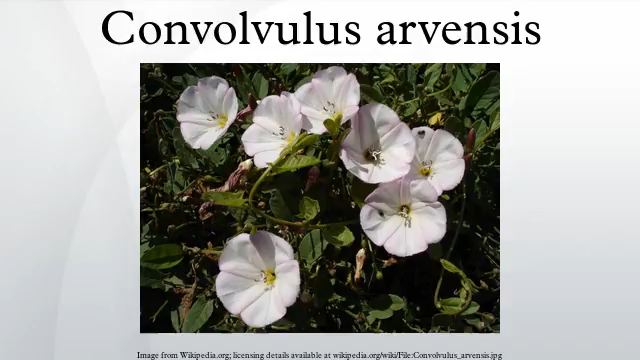 Convolvulus arvensis
Image from Wikipedia.org; licensing details available at wikipedia.org/wiki/File:Convolvulus_arvensis.jpg